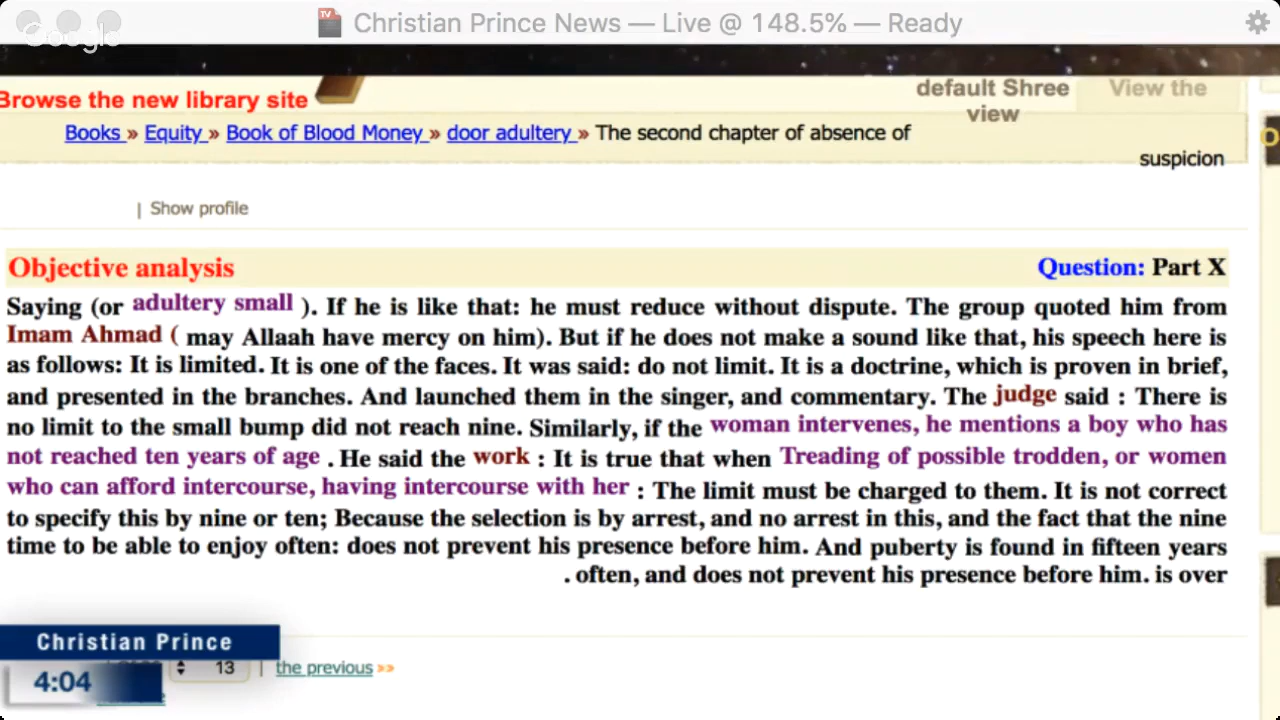 Christian Prince News — Live @ 148.5% — Ready
Google
Browse the new library site
default Shree view
View the
Books » Equity » Book of Blood Money » door adultery » The second chapter of absence of
suspicion
| Show profile
Objective analysis
Question: Part X
Saying (or adultery small ). If he is like that: he must reduce without dispute. The group quoted him from
Imam Ahmad ( may Allaah have mercy on him). But if he does not make a sound like that, his speech here is
as follows: It is limited. It is one of the faces. It was said: do not limit. It is a doctrine, which is proven in brief,
and presented in the branches. And launched them in the singer, and commentary. The judge said : There is
no limit to the small bump did not reach nine. Similarly, if the woman intervenes, he mentions a boy who has
not reached ten years of age . He said the work : It is true that when Treading of possible trodden, or women
who can afford intercourse, having intercourse with her : The limit must be charged to them. It is not correct
to specify this by nine or ten; Because the selection is by arrest, and no arrest in this, and the fact that the nine
time to be able to enjoy often: does not prevent his presence before him. And puberty is found in fifteen years
. often, and does not prevent his presence before him. is over
Christian Prince
13 | the previous »
4:04